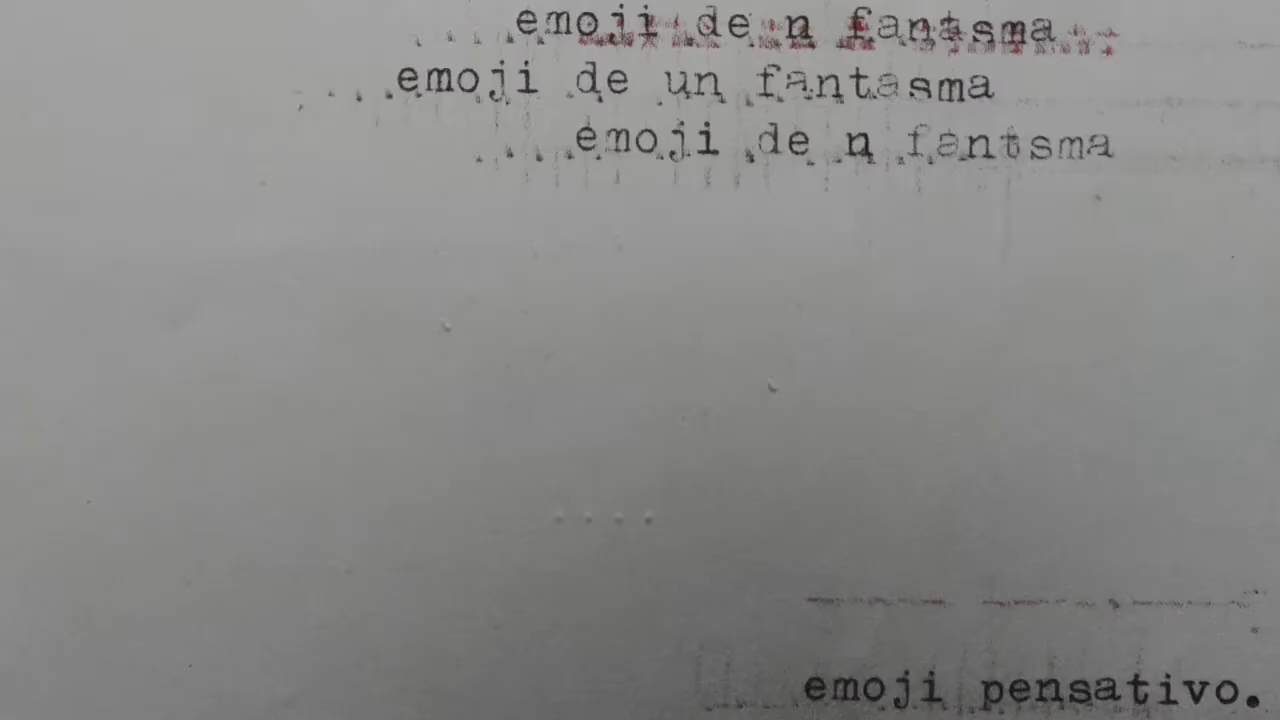 emoji de n fantasma
emoji de un fantasma
emoji de n fantsma
emoji pensativo.